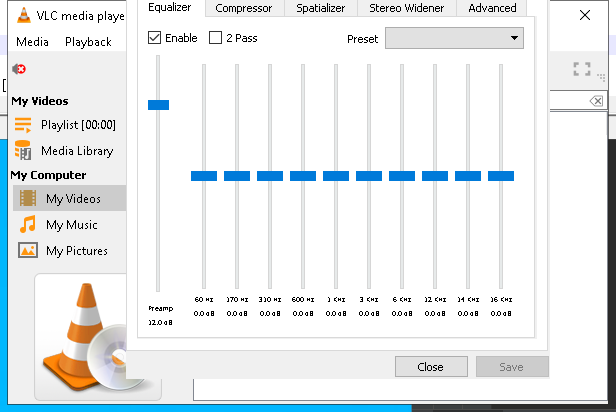 VLC media playe
Media Playback
My Videos
Playlist [00:00]
Media Library
My Computer
My Videos
My Music
My Pictures
Equalizer Compressor Spatializer Stereo Widener Advanced
Enable 2 Pass Preset
60 Hz 170 Hz 310 Hz 600 Hz 1 KHz 3 KHz 6 KHz 12 KHz 14 KHz 16 KHz
Preamp 0.0 dB 0.0 dB 0.0 dB 0.0 dB 0.0 dB 0.0 dB 0.0 dB 0.0 dB 0.0 dB 0.0 dB
12.0 dB
Close Save